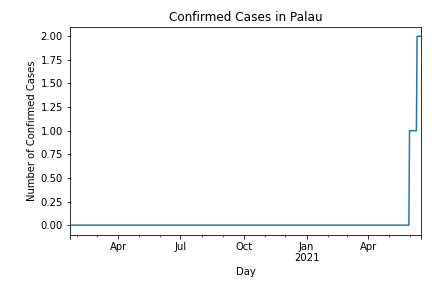 Confirmed Cases in Palau
2.00
1.75
1.50
1.25
1.00
0.75
0.50
0.25
0.00
Number of Confirmed Cases
Apr Jul Oct Jan Apr
2021
Day